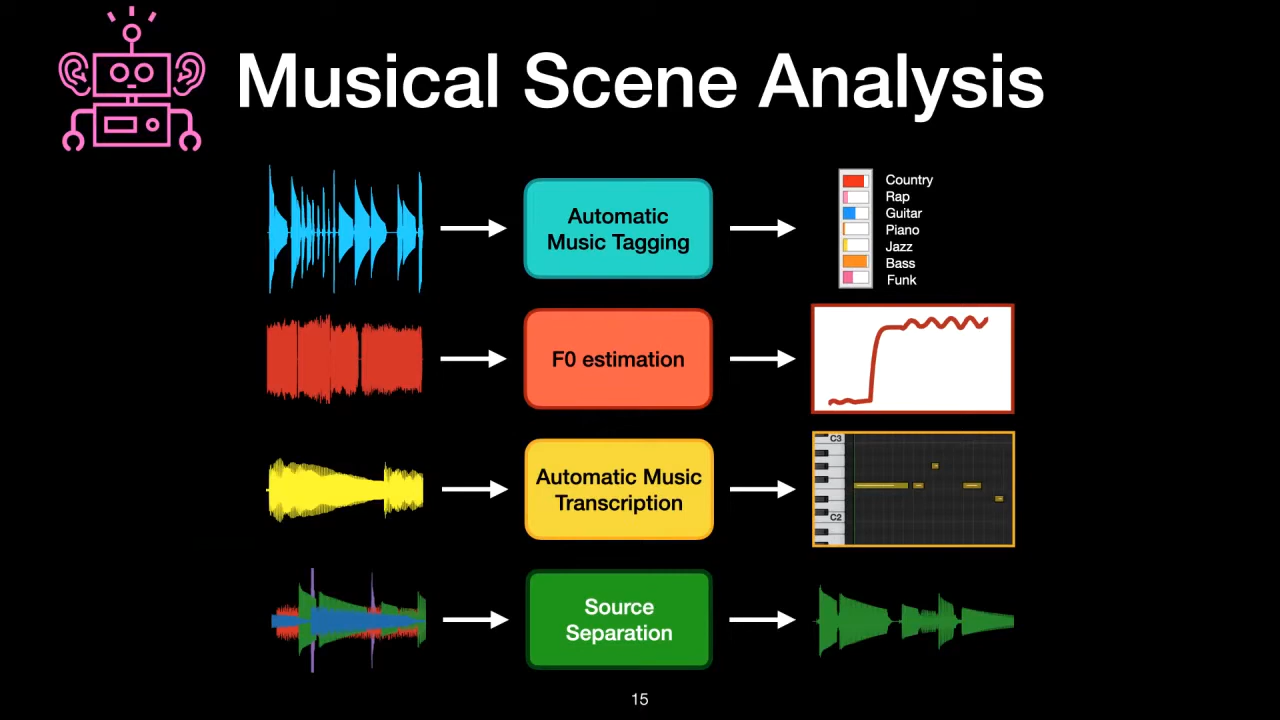 Musical Scene Analysis
Automatic
Music Tagging
Country
Rap
Guitar
Piano
Jazz
Bass
Funk
F0 estimation
Automatic Music
Transcription
C3
C2
Source
Separation
15